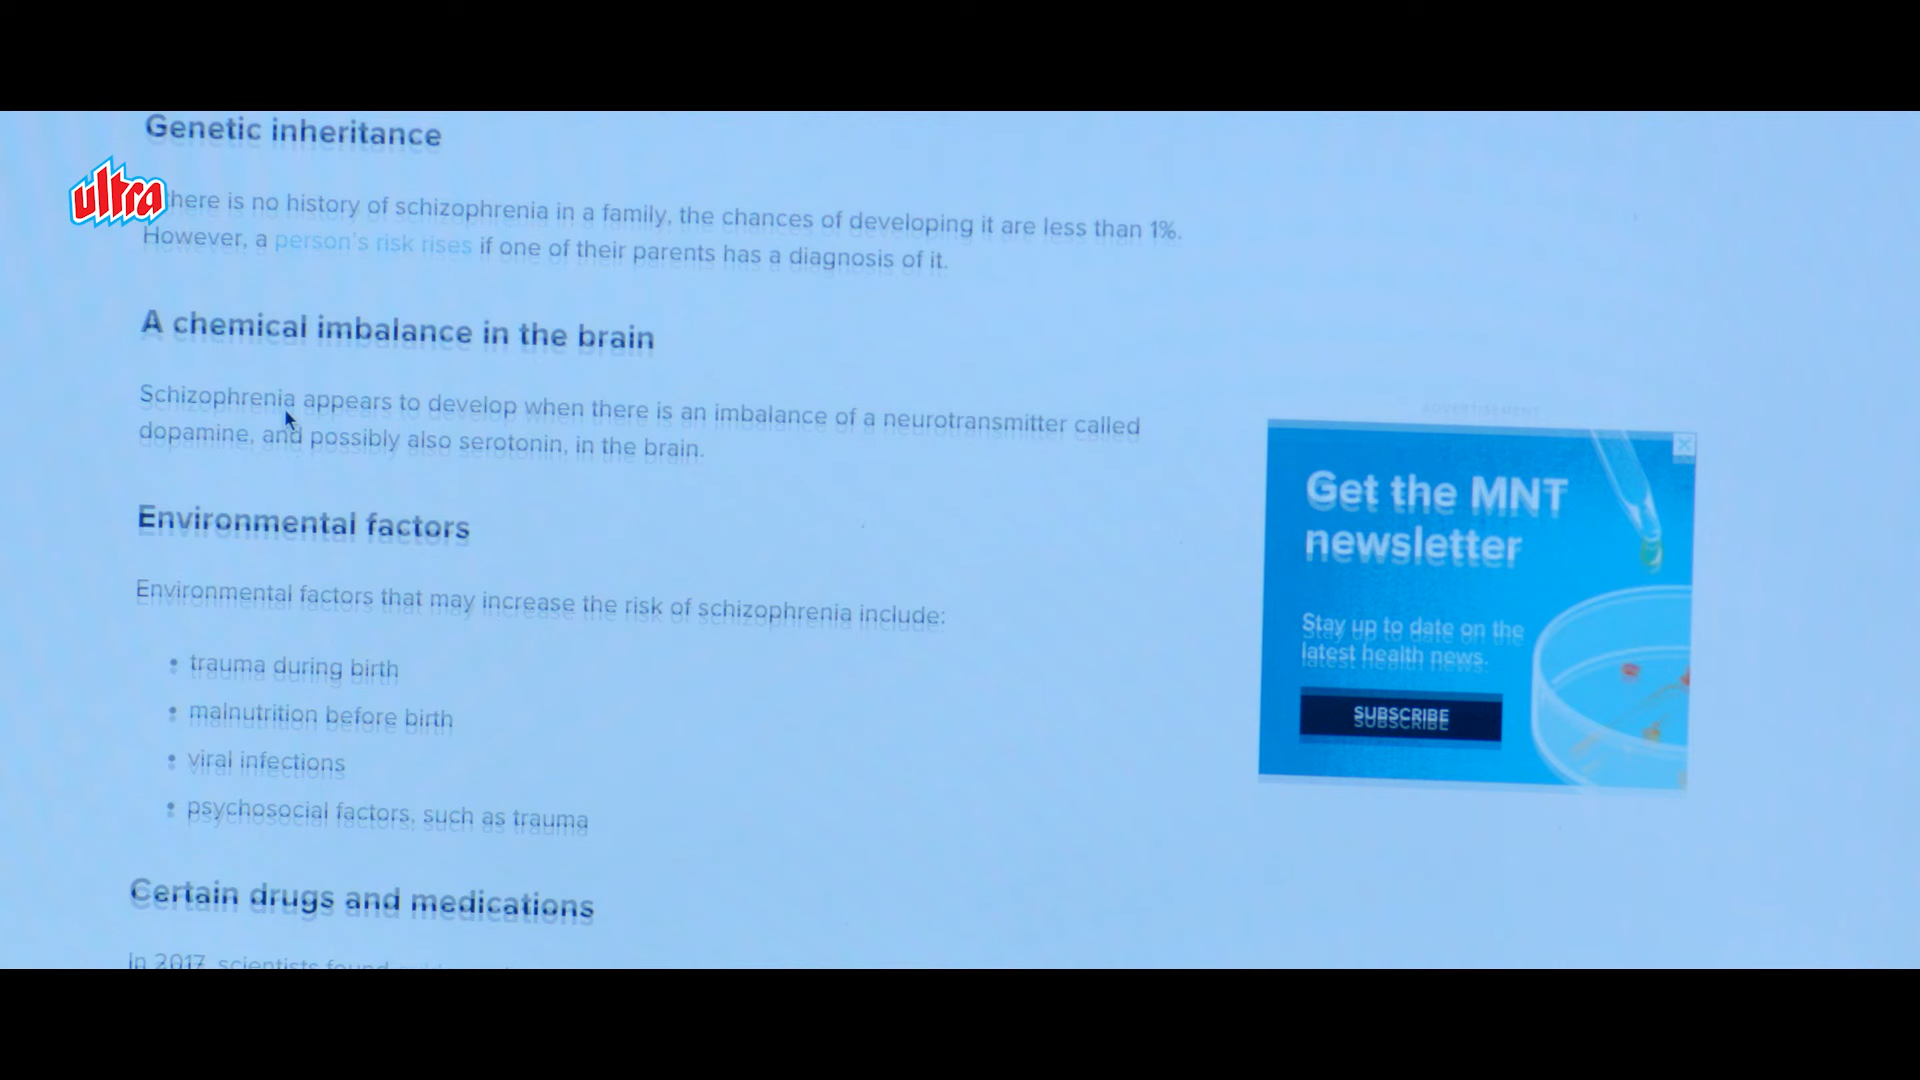 Genetic inheritance
ultra
here is no history of schizophrenia in a family, the chances of developing it are less than 1%.
However, a person's risk rises if one of their parents has a diagnosis of it.
A chemical imbalance in the brain
Schizophrenia appears to develop when there is an imbalance of a neurotransmitter called
dopamine, and possibly also serotonin, in the brain.
Environmental factors
Environmental factors that may increase the risk of schizophrenia include:
• trauma during birth
• malnutrition before birth
• viral infections
• psychosocial factors, such as trauma
Certain drugs and medications
In 2017, scientists found
ADVERTISEMENT
Get the MNT
newsletter
Stay up to date on the
latest health news.
SUBSCRIBE